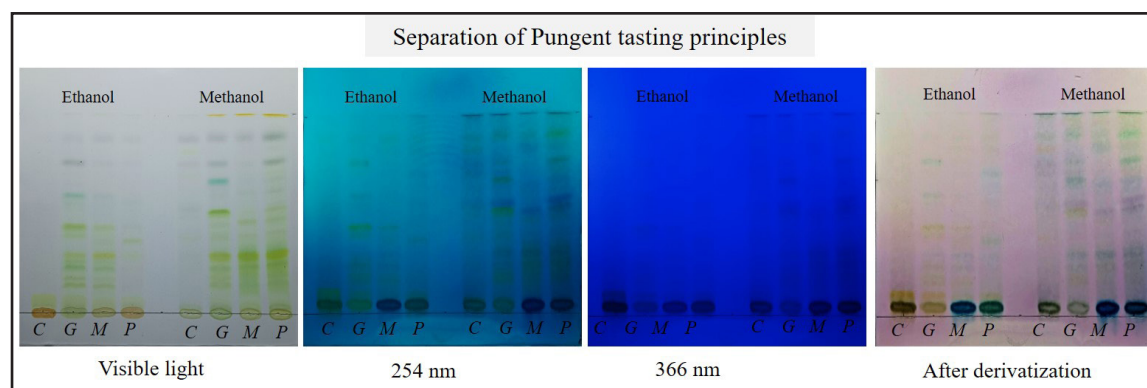 Separation of Pungent tasting principles
Ethanol Methanol
C G M P C G M P
Visible light
Ethanol Methanol
C G M P C G M P
254 nm
Ethanol Methanol
C G M P C G M P
366 nm
Ethanol Methanol
C G M P C G M P
After derivatization